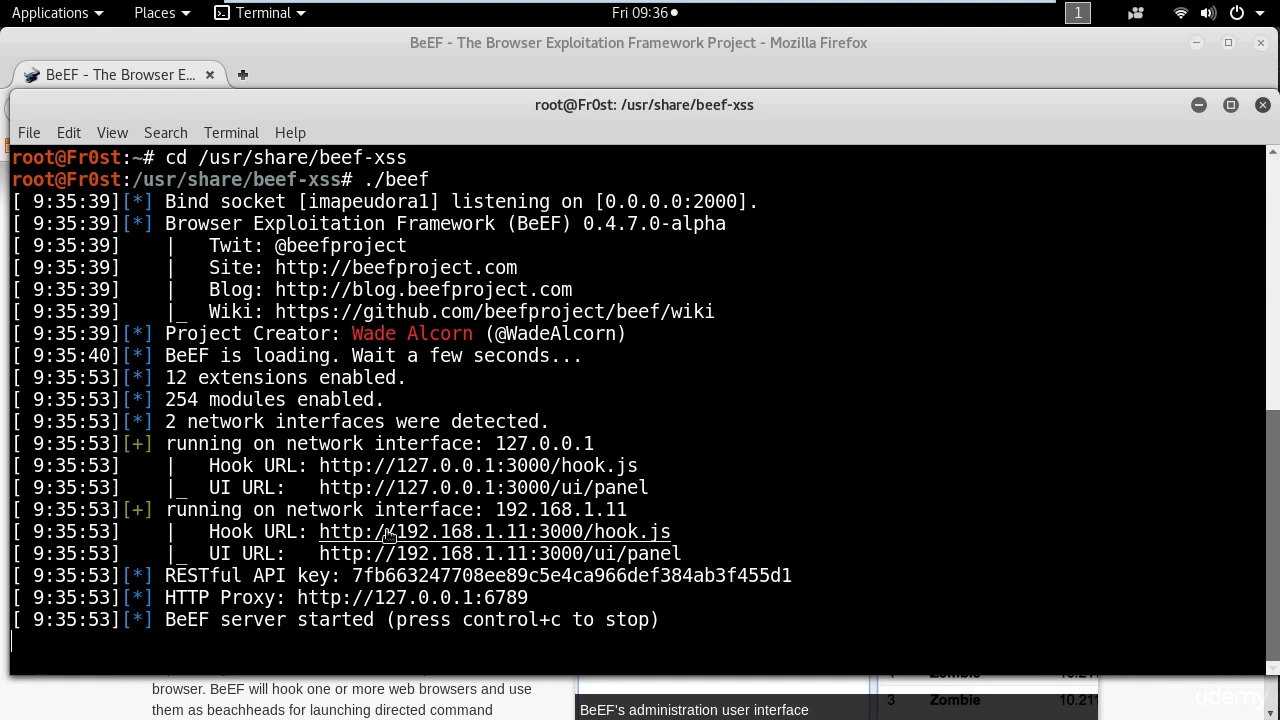 Applications Places Terminal Fri 09:36 1
BeEF - The Browser Exploitation Framework Project - Mozilla Firefox
BeEF - The Browser E...
root@Fr0st: /usr/share/beef-xss
File Edit View Search Terminal Help
root@Fr0st:~# cd /usr/share/beef-xss
root@Fr0st:/usr/share/beef-xss# ./beef
[ 9:35:39][*] Bind socket [imapeudora1] listening on [0.0.0.0:2000].
[ 9:35:39][*] Browser Exploitation Framework (BeEF) 0.4.7.0-alpha
[ 9:35:39] | Twit: @beefproject
[ 9:35:39] | Site: http://beefproject.com
[ 9:35:39] | Blog: http://blog.beefproject.com
[ 9:35:39] |_ Wiki: https://github.com/beefproject/beef/wiki
[ 9:35:39][*] Project Creator: Wade Alcorn (@WadeAlcorn)
[ 9:35:40][*] BeEF is loading. Wait a few seconds...
[ 9:35:53][*] 12 extensions enabled.
[ 9:35:53][*] 254 modules enabled.
[ 9:35:53][*] 2 network interfaces were detected.
[ 9:35:53][+] running on network interface: 127.0.0.1
[ 9:35:53] | Hook URL: http://127.0.0.1:3000/hook.js
[ 9:35:53] |_ UI URL: http://127.0.0.1:3000/ui/panel
[ 9:35:53][+] running on network interface: 192.168.1.11
[ 9:35:53] | Hook URL: http://192.168.1.11:3000/hook.js
[ 9:35:53] |_ UI URL: http://192.168.1.11:3000/ui/panel
[ 9:35:53][*] RESTful API key: 7fb663247708ee89c5e4ca966def384ab3f455d1
[ 9:35:53][*] HTTP Proxy: http://127.0.0.1:6789
[ 9:35:53][*] BeEF server started (press control+c to stop)
browser. BeEF will hook one or more web browsers and use
them as beachheads for launching directed command
Zombie
3 Zombie
BeEF's administration user interface
udemy